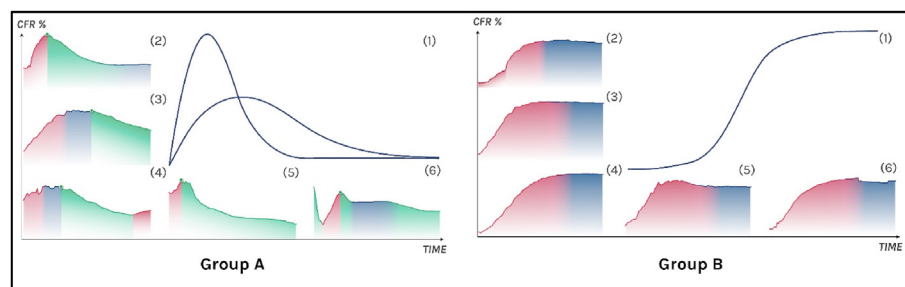 CFR %
(2)
(1)
(3)
(4)
(5)
(6)
TIME
Group A
CFR %
(2)
(1)
(3)
(4)
(5)
(6)
TIME
Group B